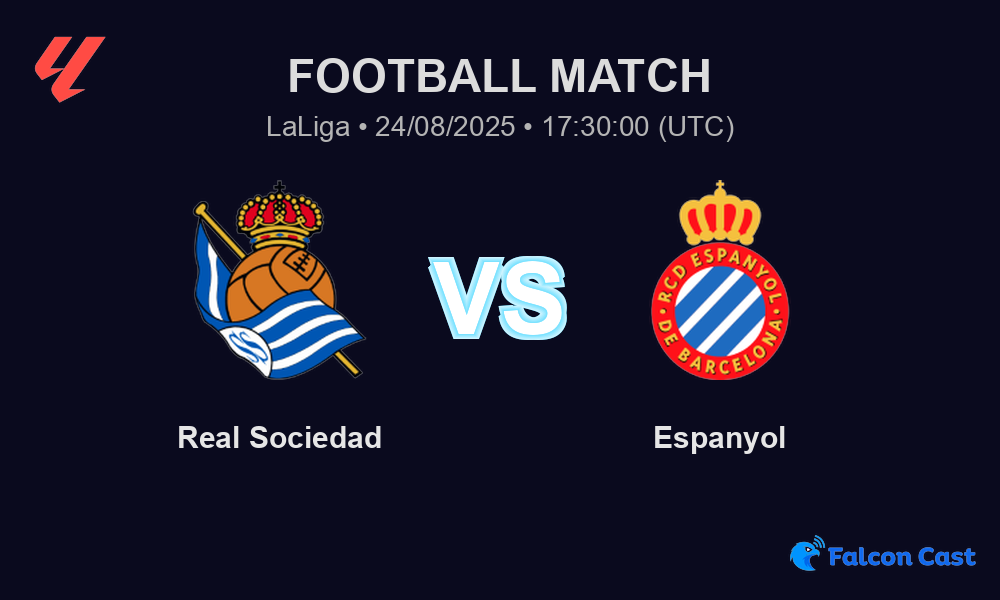 FOOTBALL MATCH
LaLiga • 24/08/2025 • 17:30:00 (UTC)
VS
RCD ESPANYOL
DE BARCELONA
Real Sociedad
Espanyol
Falcon Cast